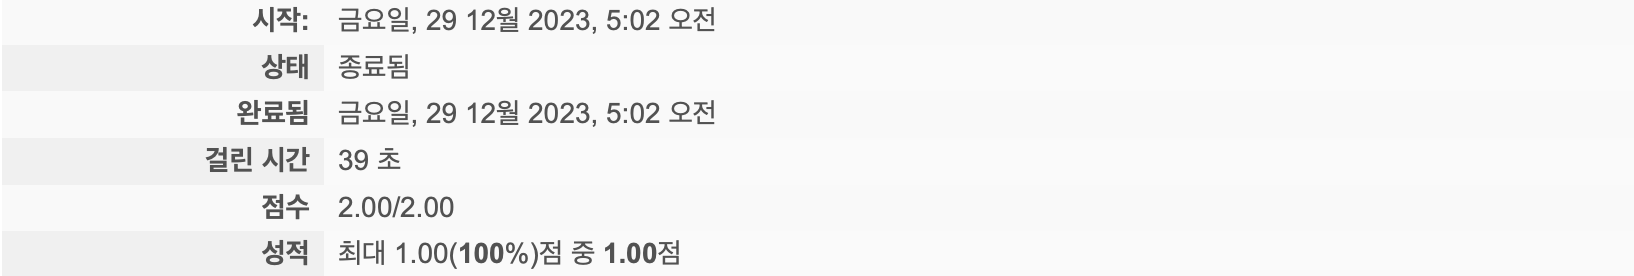 시작: 금요일, 29 12월 2023, 5:02 오전
상태 종료됨
완료됨 금요일, 29 12월 2023, 5:02 오전
걸린 시간 39 초
점수 2.00/2.00
성적 최대 1.00(100%)점 중 1.00점